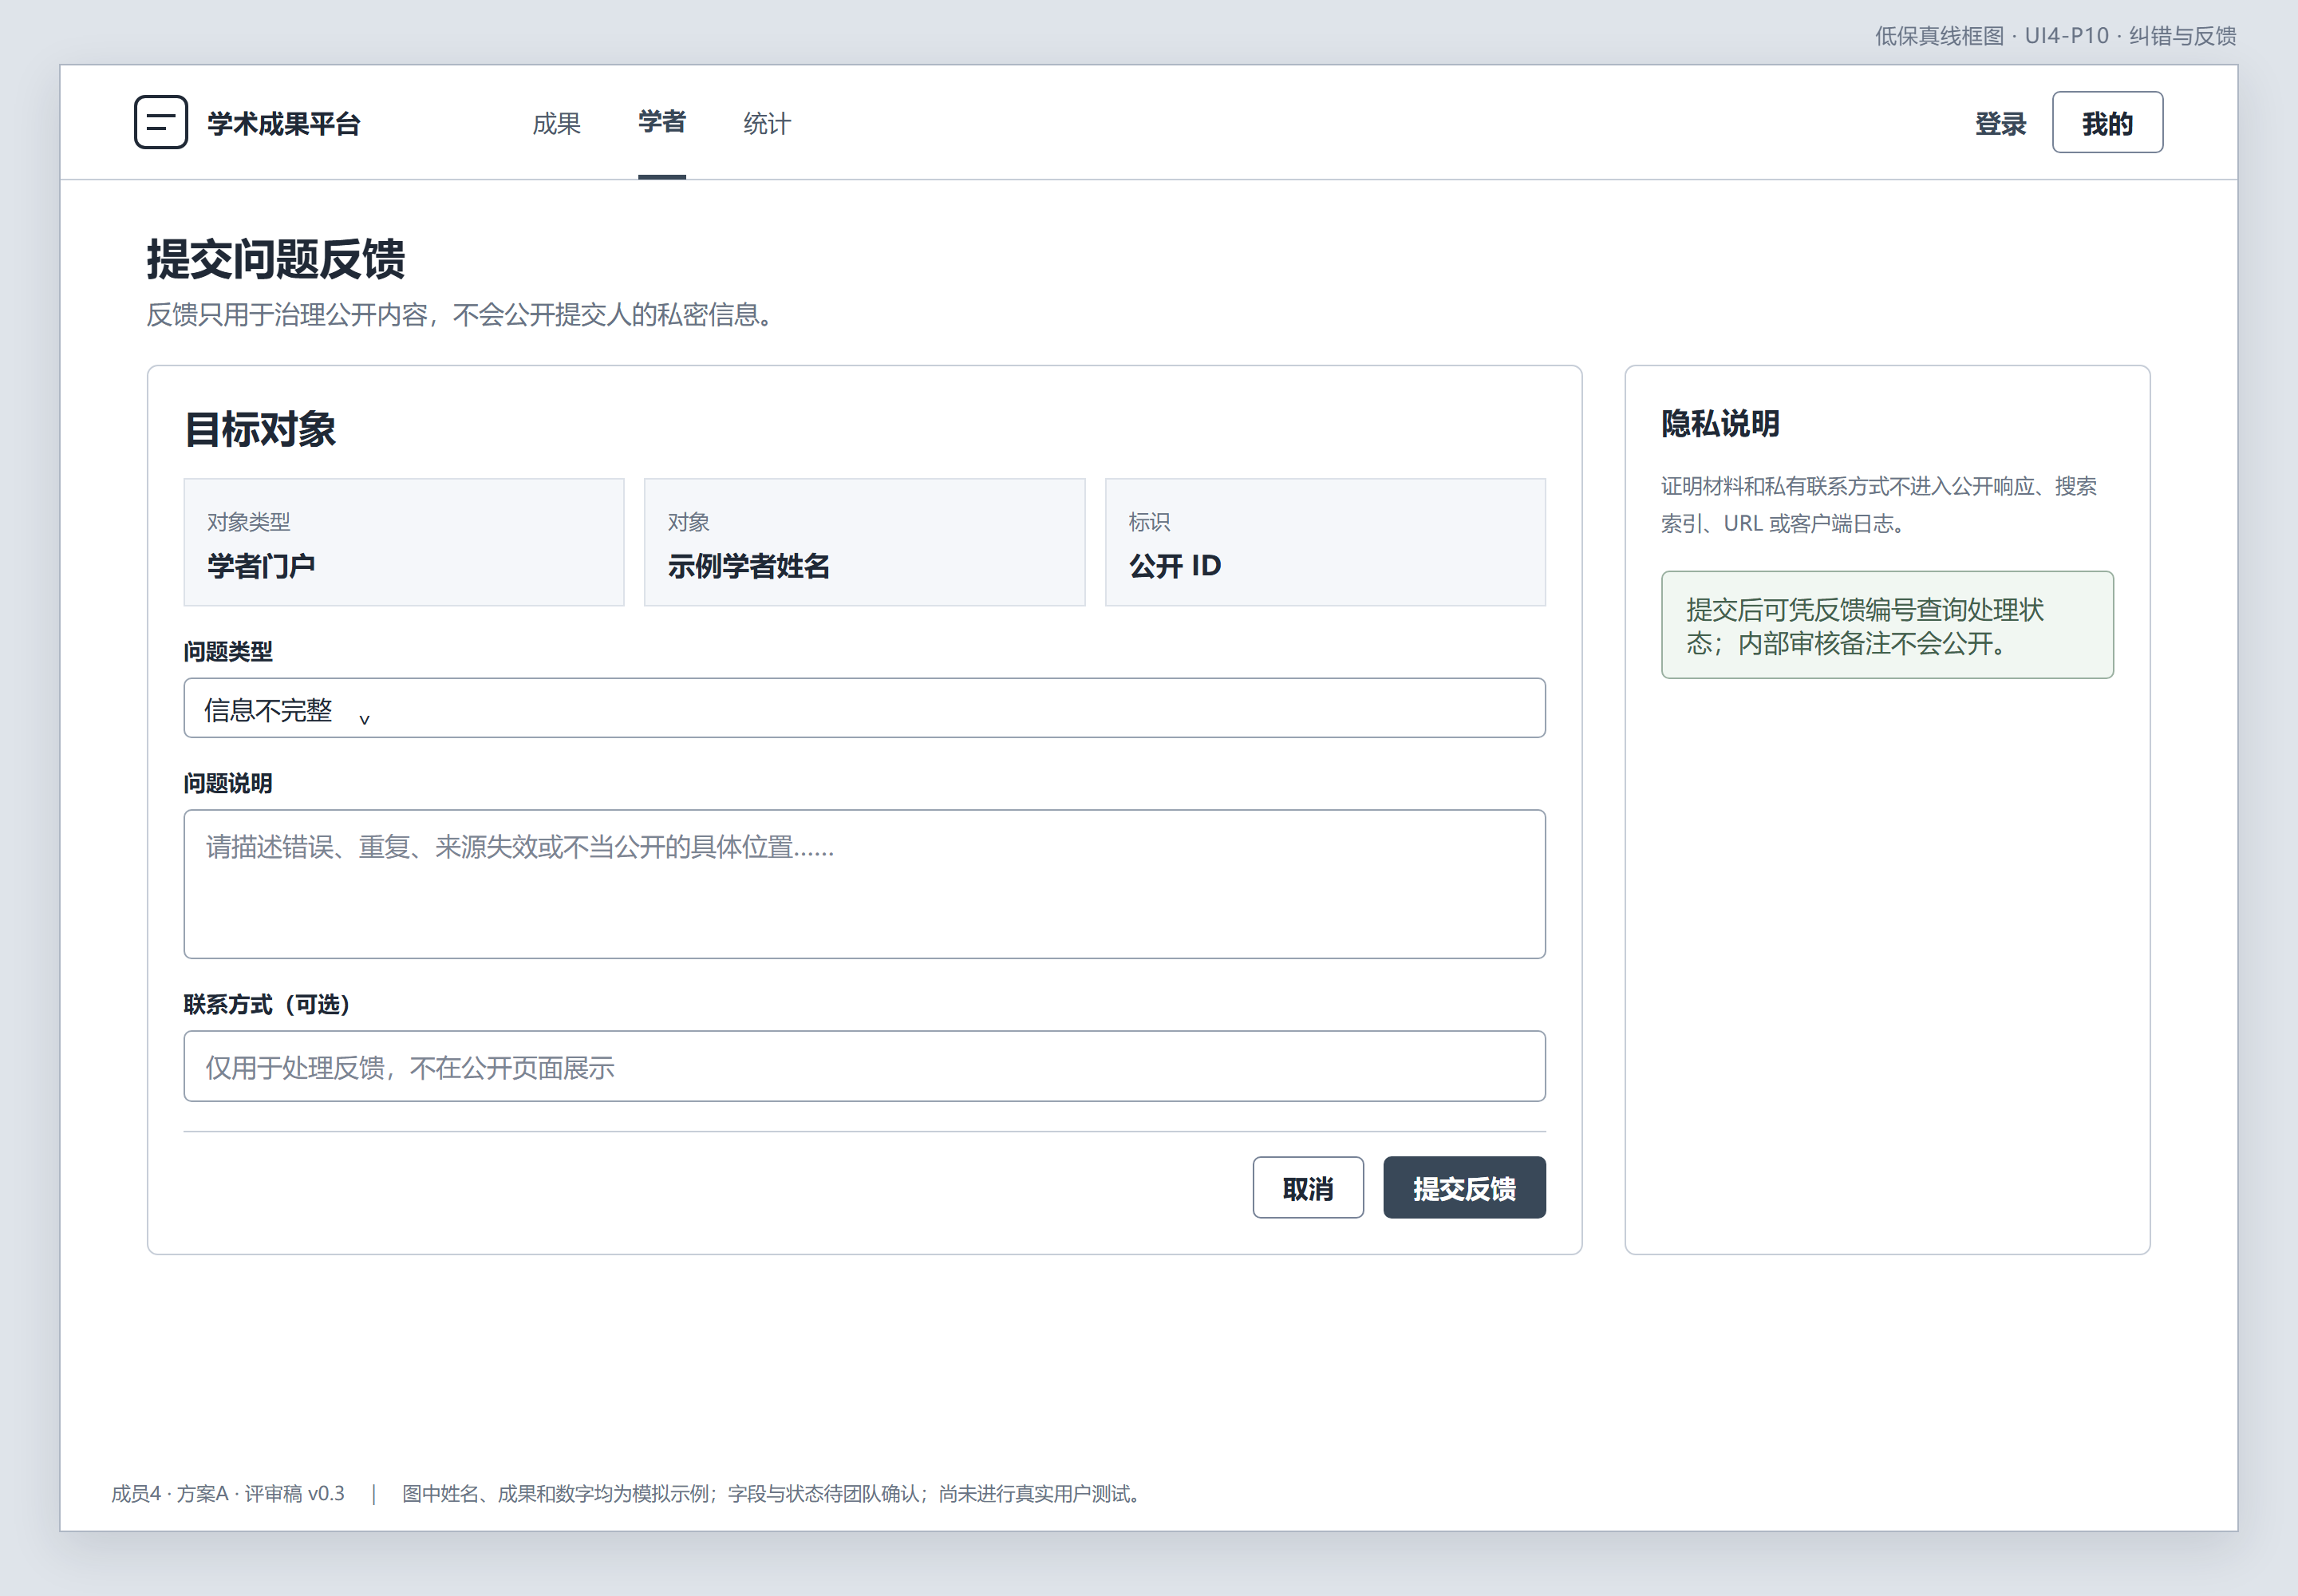 低保真线框图 · UI4-P10 · 纠错与反馈
学术成果平台
成果
学者
统计
登录
我的
提交问题反馈
反馈只用于治理公开内容，不会公开提交人的私密信息。
目标对象
对象类型
学者门户
对象
示例学者姓名
标识
公开 ID
问题类型
信息不完整
问题说明
请描述错误、重复、来源失效或不当公开的具体位置……
联系方式（可选）
仅用于处理反馈，不在公开页面展示
取消
提交反馈
隐私说明
证明材料和私有联系方式不进入公开响应、搜索
索引、URL 或客户端日志。
提交后可凭反馈编号查询处理状
态；内部审核备注不会公开。
成员4 · 方案A · 评审稿 v0.3 | 图中姓名、成果和数字均为模拟示例；字段与状态待团队确认；尚未进行真实用户测试。